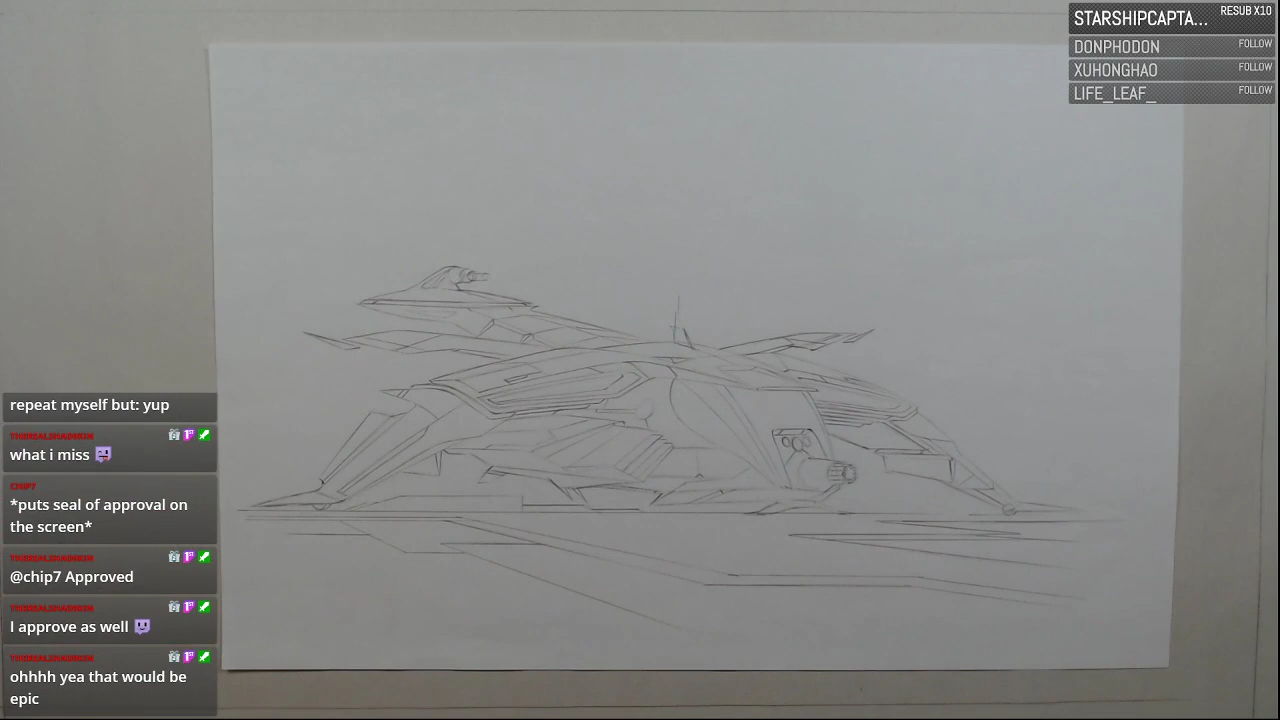 STARSHIPCAPTA... RESUB X10
DONPHODON FOLLOW
XUHONGHAO FOLLOW
LIFE_LEAF_ FOLLOW
repeat myself but: yup
what i miss
CHIP7
*puts seal of approval on
the screen*
@chip7 Approved
I approve as well
ohhhh yea that would be
epic